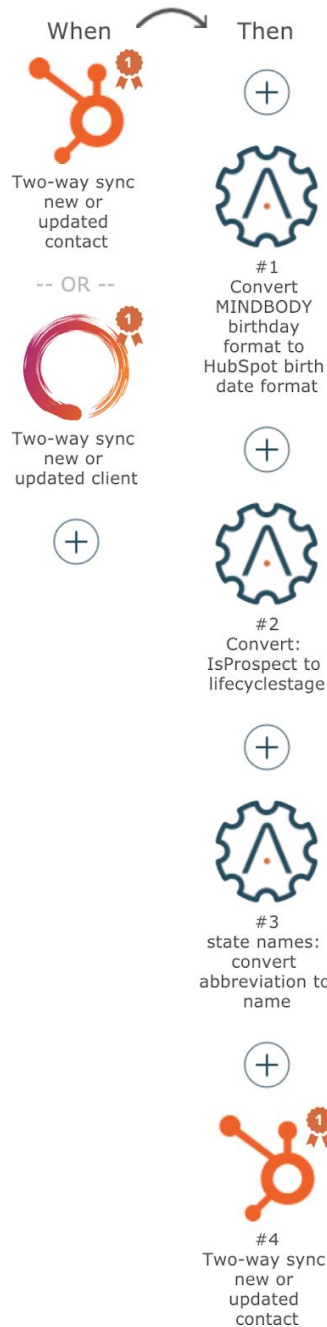 When
Then
1
Two-way sync
new or
updated
contact
-- OR --
1
Two-way sync
new or
updated client
#1
Convert
MINDBODY
birthday
format to
HubSpot birth
date format
#2
Convert:
IsProspect to
lifecyclestage
#3
state names:
convert
abbreviation to
name
1
#4
Two-way sync
new or
updated
contact